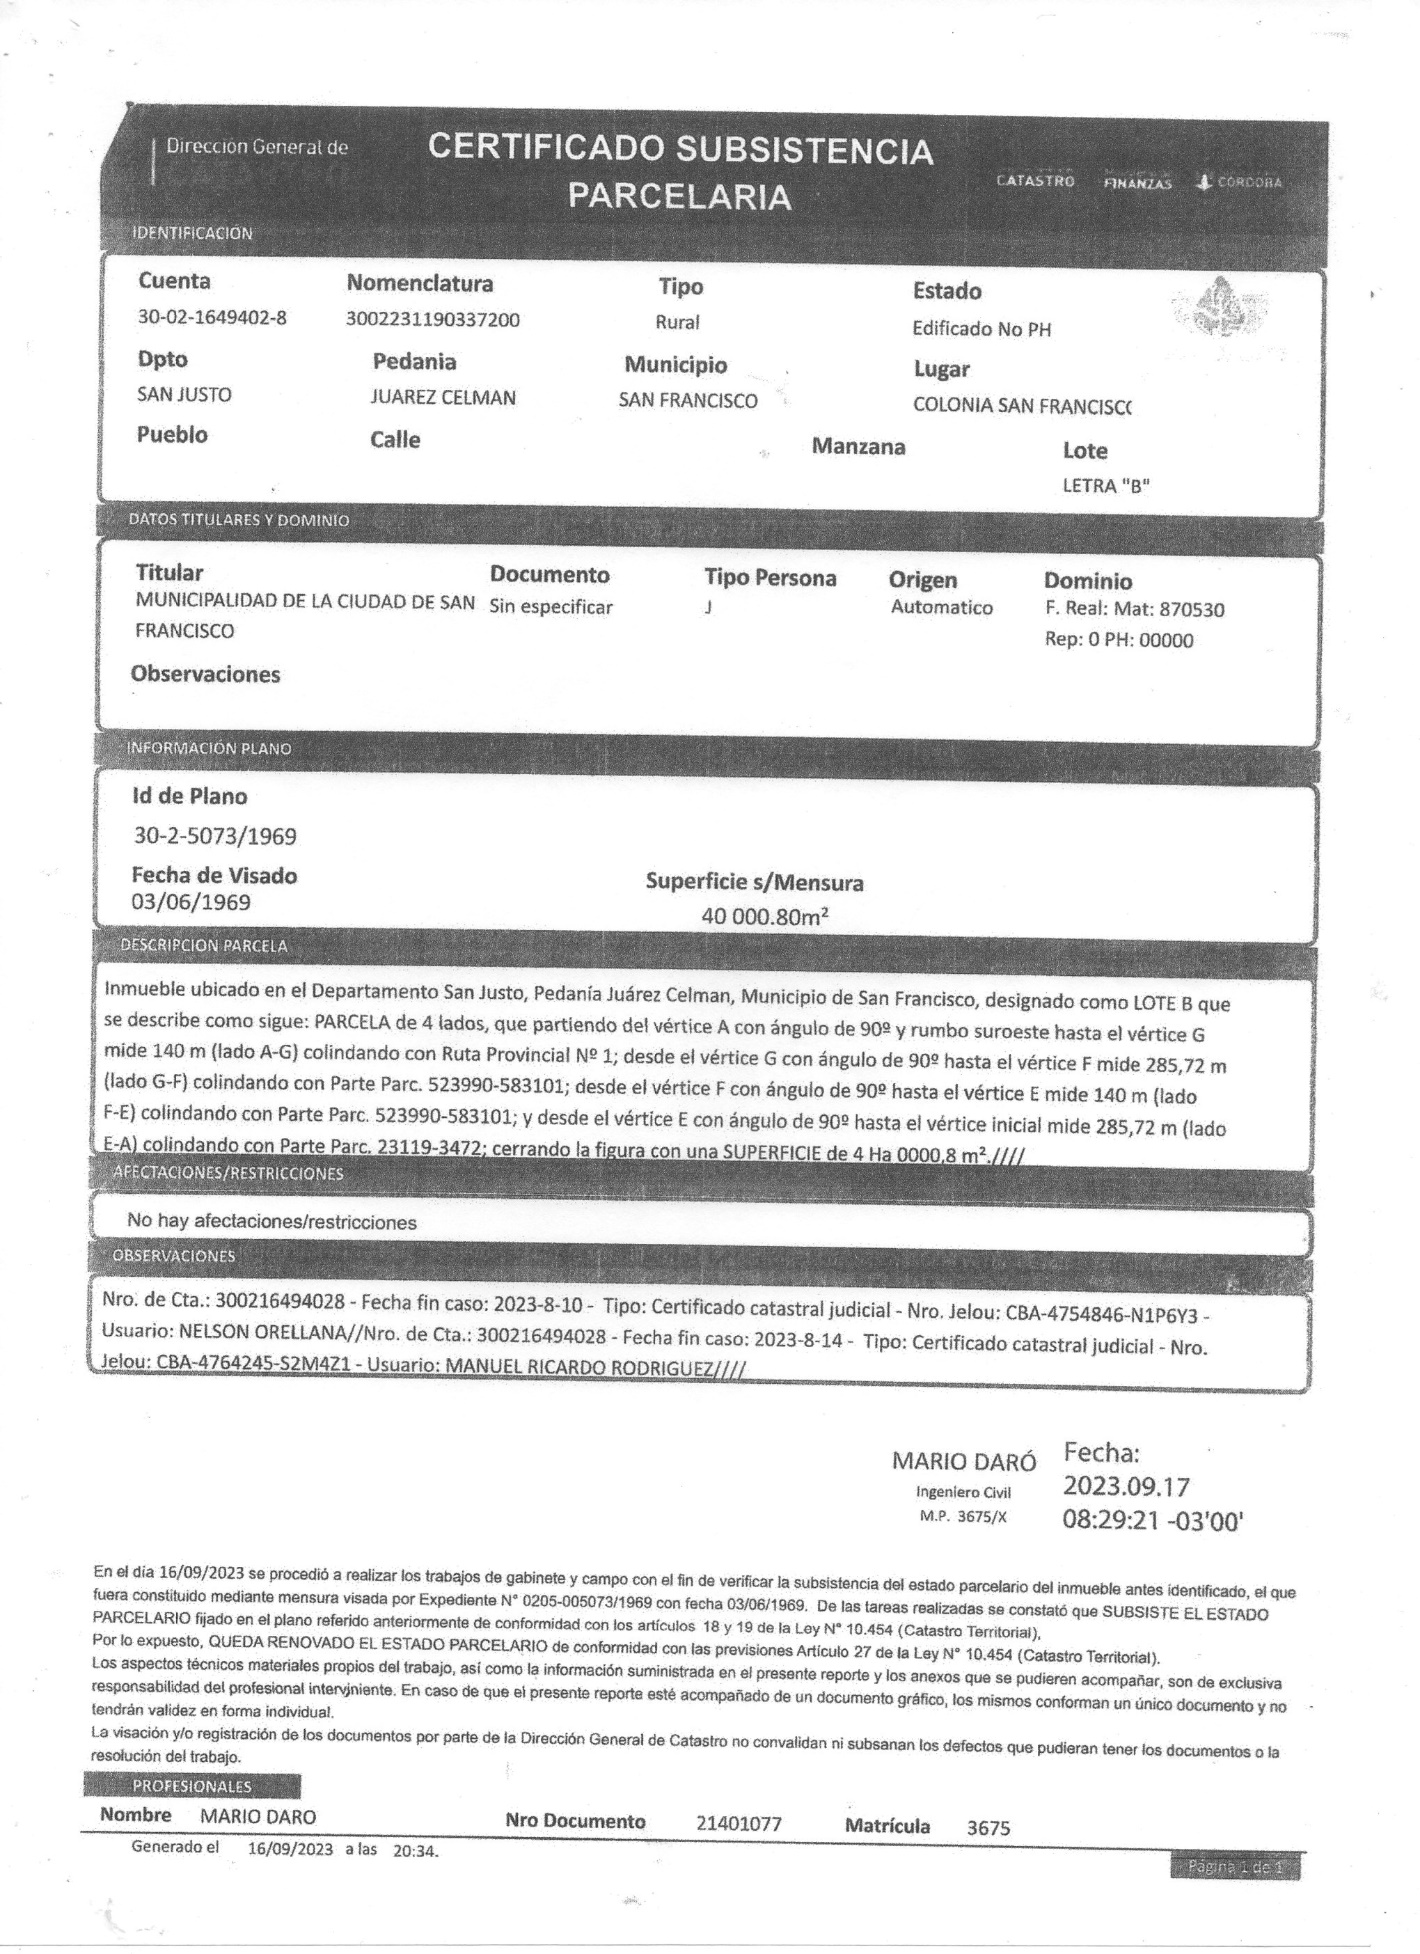 Dirección General de
CERTIFICADO SUBSISTENCIA
PARCELARIA
CATASTRO FINANZAS CÓRDOBA
IDENTIFICACIÓN
Cuenta Nomenclatura Tipo Estado
30-02-1649402-8 3002231190337200 Rural Edificado No PH
Dpto Pedania Municipio Lugar
SAN JUSTO JUAREZ CELMAN SAN FRANCISCO COLONIA SAN FRANCISC
Pueblo Calle Manzana Lote
LETRA "B"
DATOS TITULARES Y DOMINIO
Titular Documento Tipo Persona Origen Dominio
MUNICIPALIDAD DE LA CIUDAD DE SAN Sin especificar J Automatico F. Real: Mat: 870530
FRANCISCO Rep: 0 PH: 00000
Observaciones
INFORMACIÓN PLANO
Id de Plano
30-2-5073/1969
Fecha de Visado Superficie s/Mensura
03/06/1969 40 000.80m²
DESCRIPCION PARCELA
Inmueble ubicado en el Departamento San Justo, Pedanía Juárez Celman, Municipio de San Francisco, designado como LOTE B que
se describe como sigue: PARCELA de 4 lados, que partiendo del vértice A con ángulo de 90º y rumbo suroeste hasta el vértice G
mide 140 m (lado A-G) colindando con Ruta Provincial Nº 1; desde el vértice G con ángulo de 90º hasta el vértice F mide 285,72 m
(lado G-F) colindando con Parte Parc. 523990-583101; desde el vértice F con ángulo de 90º hasta el vértice E mide 140 m (lado
F-E) colindando con Parte Parc. 523990-583101; y desde el vértice E con ángulo de 90º hasta el vértice inicial mide 285,72 m (lado
E-A) colindando con Parte Parc. 23119-3472; cerrando la figura con una SUPERFICIE de 4 Ha 0000,8 m².////
AFECTACIONES/RESTRICCIONES
No hay afectaciones/restricciones
OBSERVACIONES
Nro. de Cta.: 300216494028 - Fecha fin caso: 2023-8-10 - Tipo: Certificado catastral judicial - Nro. Jelou: CBA-4754846-N1P6Y3 -
Usuario: NELSON ORELLANA//Nro. de Cta.: 300216494028 - Fecha fin caso: 2023-8-14 - Tipo: Certificado catastral judicial - Nro.
Jelou: CBA-4764245-S2M4Z1 - Usuario: MANUEL RICARDO RODRIGUEZ////
MARIO DARÓ Fecha:
Ingeniero Civil 2023.09.17
M.P. 3675/X 08:29:21 -03'00'
En el día 16/09/2023 se procedió a realizar los trabajos de gabinete y campo con el fin de verificar la subsistencia del estado parcelario del inmueble antes identificado, el que
fuera constituido mediante mensura visada por Expediente N° 0205-005073/1969 con fecha 03/06/1969. De las tareas realizadas se constató que SUBSISTE EL ESTADO
PARCELARIO fijado en el plano referido anteriormente de conformidad con los artículos 18 y 19 de la Ley N° 10.454 (Catastro Territorial),
Por lo expuesto, QUEDA RENOVADO EL ESTADO PARCELARIO de conformidad con las previsiones Artículo 27 de la Ley N° 10.454 (Catastro Territorial).
Los aspectos técnicos materiales propios del trabajo, así como la información suministrada en el presente reporte y los anexos que se pudieren acompañar, son de exclusiva
responsabilidad del profesional interviniente. En caso de que el presente reporte esté acompañado de un documento gráfico, los mismos conforman un único documento y no
tendrán validez en forma individual.
La visación y/o registración de los documentos por parte de la Dirección General de Catastro no convalidan ni subsanan los defectos que pudieran tener los documentos o la
resolución del trabajo.
PROFESIONALES
Nombre MARIO DARO Nro Documento 21401077 Matrícula 3675
Generado el 16/09/2023 a las 20:34.
Página 1 de 1